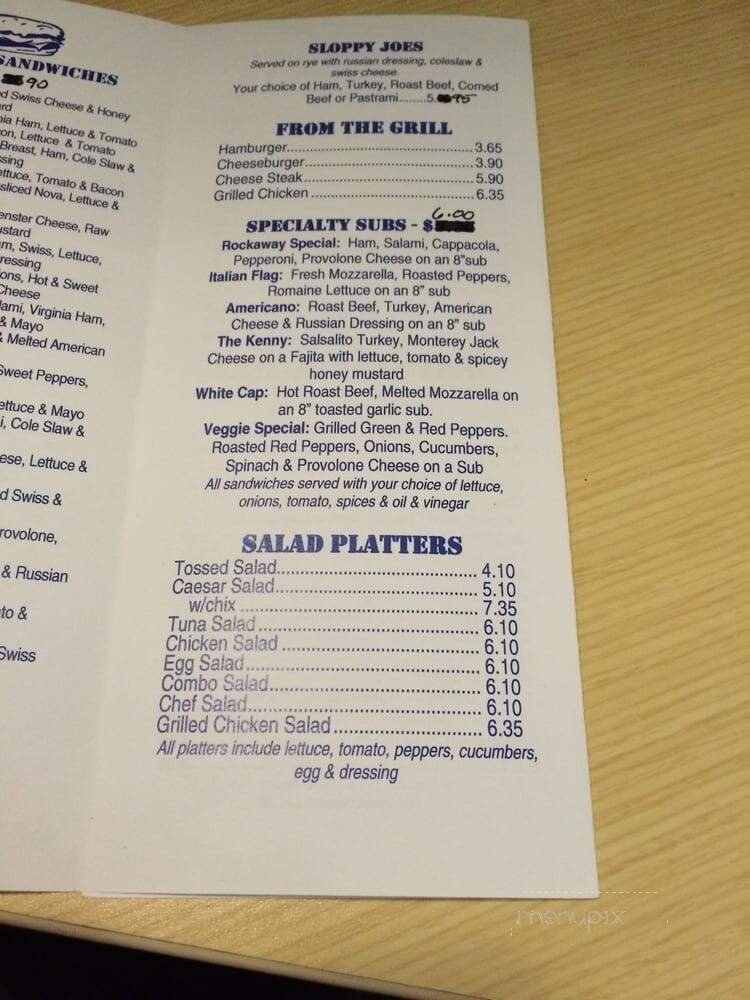 SANDWICHES
90
d Swiss Cheese & Honey
rd
nia Ham, Lettuce & Tomato
on, Lettuce & Tomato
Breast, Ham, Cole Slaw &
ssing
ettuce, Tomato & Bacon
sliced Nova, Lettuce &
enster Cheese, Raw
ustard
m, Swiss, Lettuce,
ressing
ons, Hot & Sweet
Cheese
lami, Virginia Ham,
& Mayo
& Melted American
Sweet Peppers,
ettuce & Mayo
i, Cole Slaw &
ese, Lettuce &
d Swiss &
rovolone,
& Russian
to &
Swiss
SLOPPY JOES
Served on rye with russian dressing, coleslaw &
swiss cheese.
Your choice of Ham, Turkey, Roast Beef, Corned
Beef or Pastrami........5.95
FROM THE GRILL
Hamburger.......................................3.65
Cheeseburger...................................3.90
Cheese Steak...................................5.90
Grilled Chicken.................................6.35
6.00
SPECIALTY SUBS - $
Rockaway Special: Ham, Salami, Cappacola,
Pepperoni, Provolone Cheese on an 8"sub
Italian Flag: Fresh Mozzarella, Roasted Peppers,
Romaine Lettuce on an 8" sub
Americano: Roast Beef, Turkey, American
Cheese & Russian Dressing on an 8" sub
The Kenny: Salsalito Turkey, Monterey Jack
Cheese on a Fajita with lettuce, tomato & spicey
honey mustard
White Cap: Hot Roast Beef, Melted Mozzarella on
an 8" toasted garlic sub.
Veggie Special: Grilled Green & Red Peppers.
Roasted Red Peppers, Onions, Cucumbers,
Spinach & Provolone Cheese on a Sub
All sandwiches served with your choice of lettuce,
onions, tomato, spices & oil & vinegar
SALAD PLATTERS
Tossed Salad........................................ 4.10
Caesar Salad........................................ 5.10
w/chix ............................................... 7.35
Tuna Salad........................................... 6.10
Chicken Salad ...................................... 6.10
Egg Salad............................................. 6.10
Combo Salad........................................ 6.10
Chef Salad............................................ 6.10
Grilled Chicken Salad............................ 6.35
All platters include lettuce, tomato, peppers, cucumbers,
egg & dressing
menupix